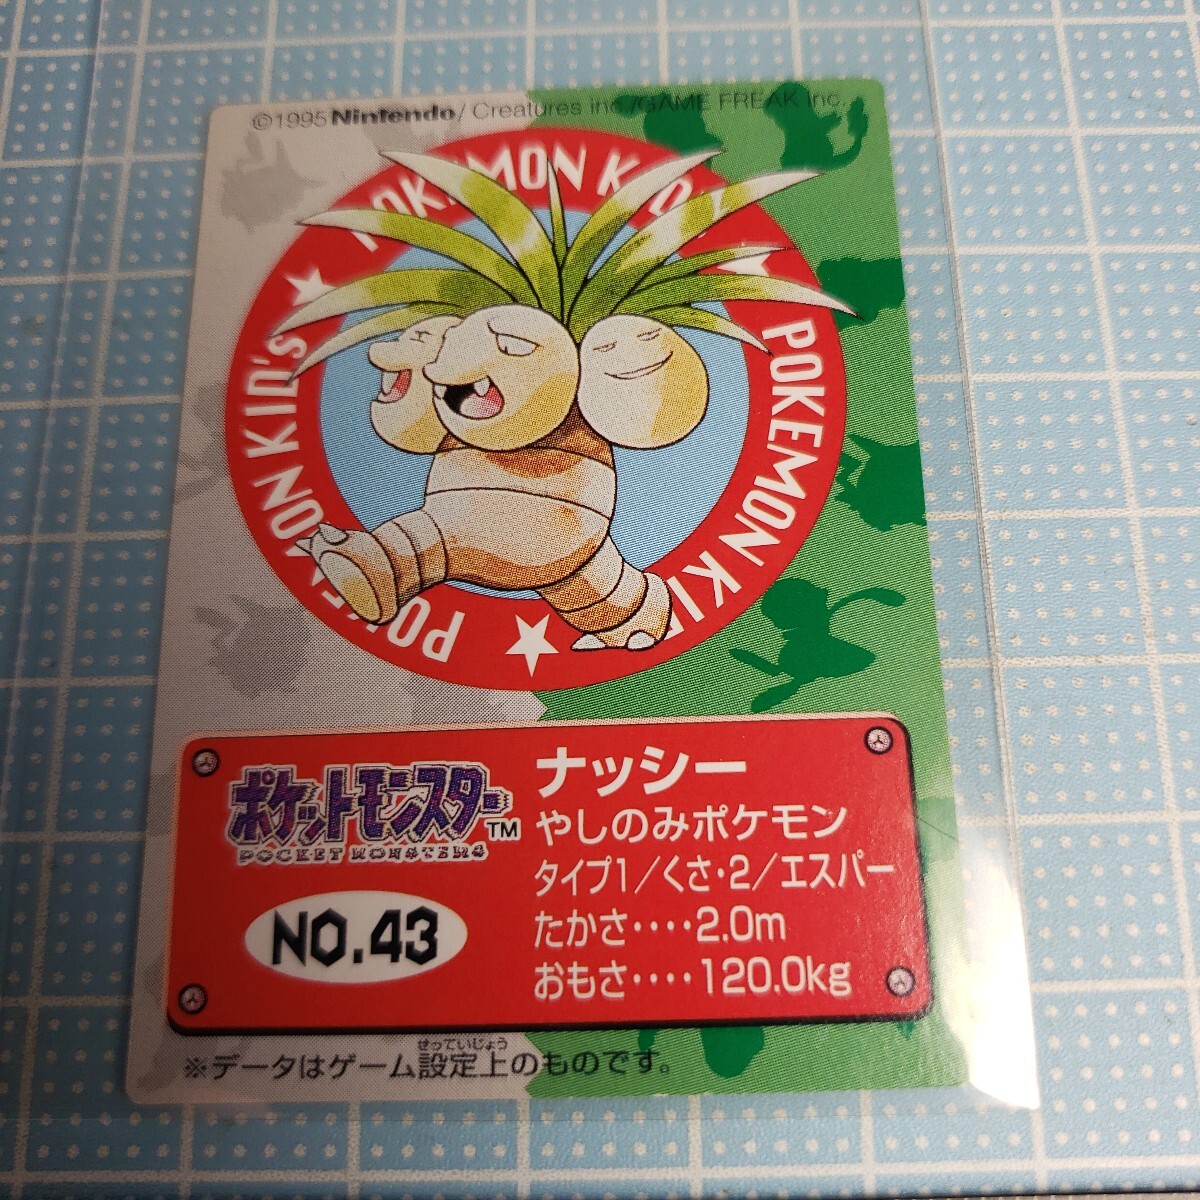 ©1995 Nintendo/ Creatures inc./GAME FREAK inc.
POKEMON KID's
POKEMON KID's
POKEMON KID's
ポケットモンスター™
POCKET MONSTERS
NO.43
ナッシー
やしのみポケモン
タイプ1/くさ・2/エスパー
たかさ‥‥2.0m
おもさ‥‥120.0kg
せっていじょう
※データはゲーム設定上のものです。